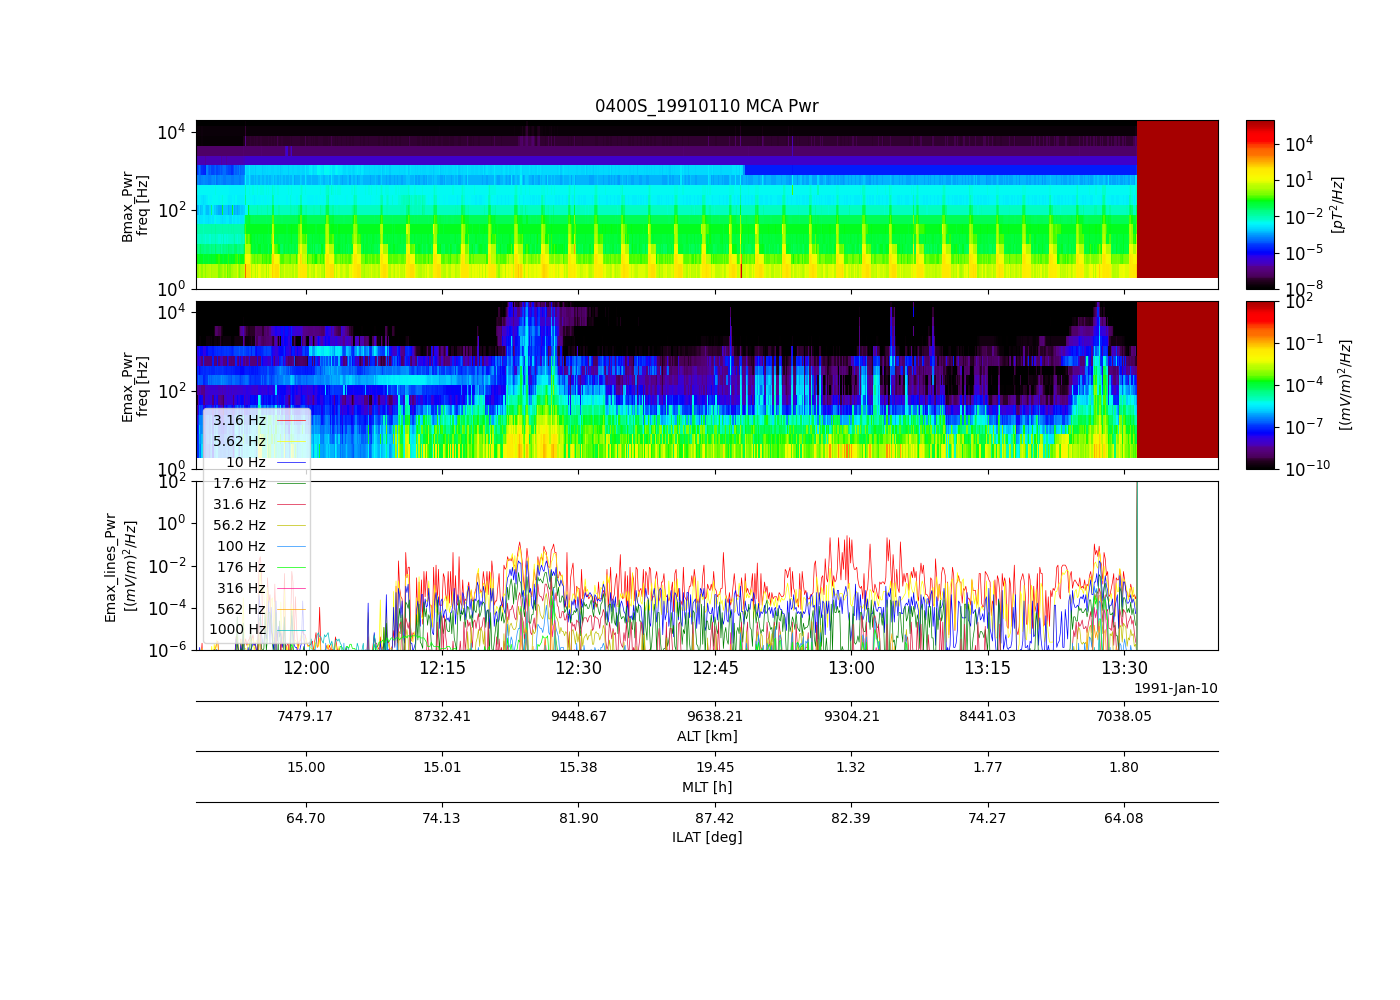 0400S_19910110 MCA Pwr
10^4
10^2
10^0
Bmax_Pwr
freq [Hz]
10^4
10^1
10^-2
10^-5
10^-8
[pT^2/Hz]
10^4
10^2
10^0
Emax_Pwr
freq [Hz]
10^2
10^-1
10^-4
10^-7
10^-10
[(mV/m)^2/Hz]
3.16 Hz
5.62 Hz
10 Hz
17.6 Hz
31.6 Hz
56.2 Hz
100 Hz
176 Hz
316 Hz
562 Hz
1000 Hz
10^2
10^0
10^-2
10^-4
10^-6
Emax_lines_Pwr
[(mV/m)^2/Hz]
12:00 12:15 12:30 12:45 13:00 13:15 13:30
1991-Jan-10
7479.17 8732.41 9448.67 9638.21 9304.21 8441.03 7038.05
ALT [km]
15.00 15.01 15.38 19.45 1.32 1.77 1.80
MLT [h]
64.70 74.13 81.90 87.42 82.39 74.27 64.08
ILAT [deg]